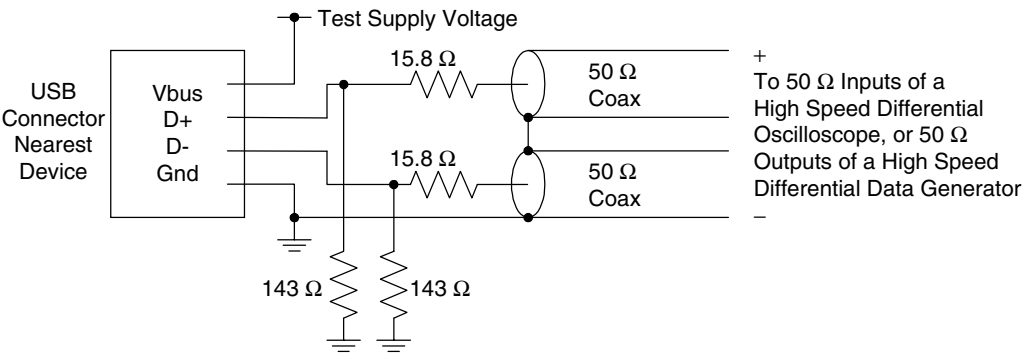 Test Supply Voltage
USB
Connector
Nearest
Device
Vbus
D+
D-
Gnd
15.8 Ω
50 Ω
Coax
15.8 Ω
50 Ω
Coax
+
To 50 Ω Inputs of a
High Speed Differential
Oscilloscope, or 50 Ω
Outputs of a High Speed
Differential Data Generator
−
143 Ω
143 Ω